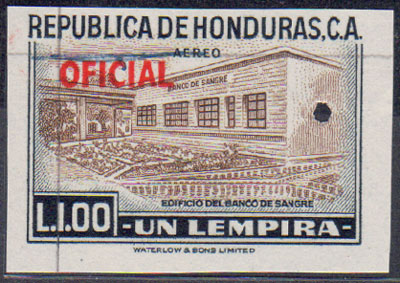 REPUBLICA DE HONDURAS, C.A.
AEREO
OFICIAL
BANCO DE SANGRE
EDIFICIO DEL BANCO DE SANGRE
L.1.00 -UN LEMPIRA-
WATERLOW & SONS LIMITED